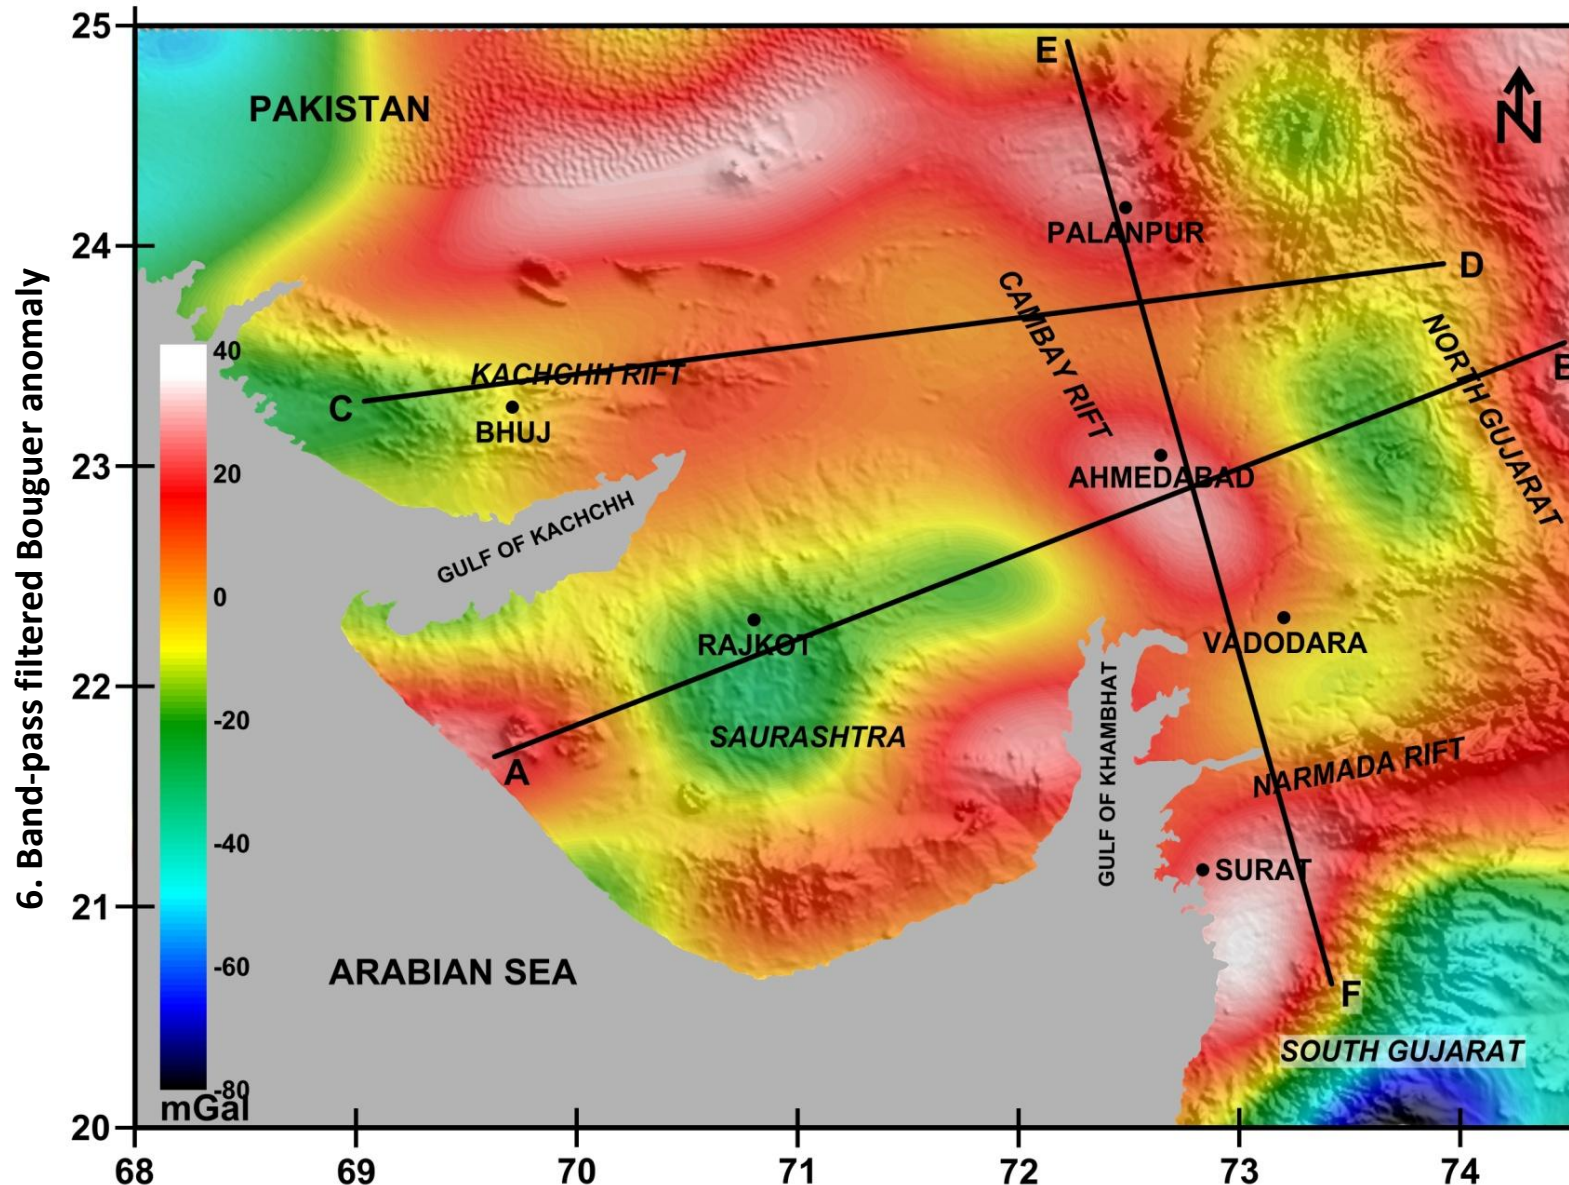 6. Band-pass filtered Bouguer anomaly
25
24
23
22
21
20
68
69
70
71
72
73
74
40
20
0
-20
-40
-60
-80
mGal
PAKISTAN
E
N
PALANPUR
D
CAMBAY RIFT
NORTH GUJARAT
KACHCHH RIFT
C
BHUJ
B
AHMEDABAD
GULF OF KACHCHH
RAJKOT
VADODARA
SAURASHTRA
A
GULF OF KHAMBHAT
NARMADA RIFT
SURAT
ARABIAN SEA
F
SOUTH GUJARAT